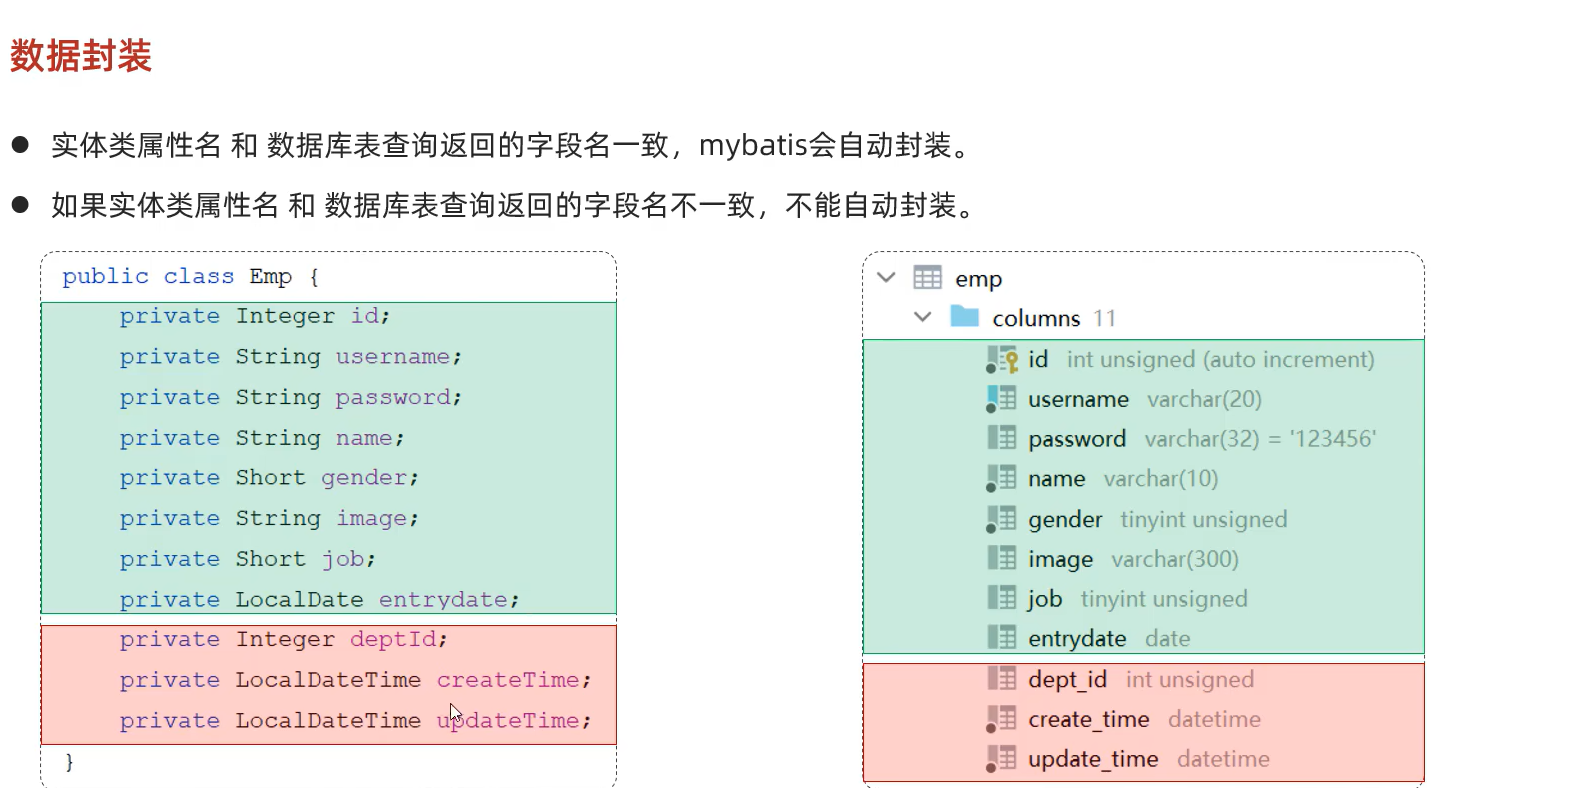 数据封装
● 实体类属性名 和 数据库表查询返回的字段名一致，mybatis会自动封装。
● 如果实体类属性名 和 数据库表查询返回的字段名不一致，不能自动封装。
public class Emp {
private Integer id;
private String username;
private String password;
private String name;
private Short gender;
private String image;
private Short job;
private LocalDate entrydate;
private Integer deptId;
private LocalDateTime createTime;
private LocalDateTime updateTime;
}
emp
columns 11
id int unsigned (auto increment)
username varchar(20)
password varchar(32) = '123456'
name varchar(10)
gender tinyint unsigned
image varchar(300)
job tinyint unsigned
entrydate date
dept_id int unsigned
create_time datetime
update_time datetime